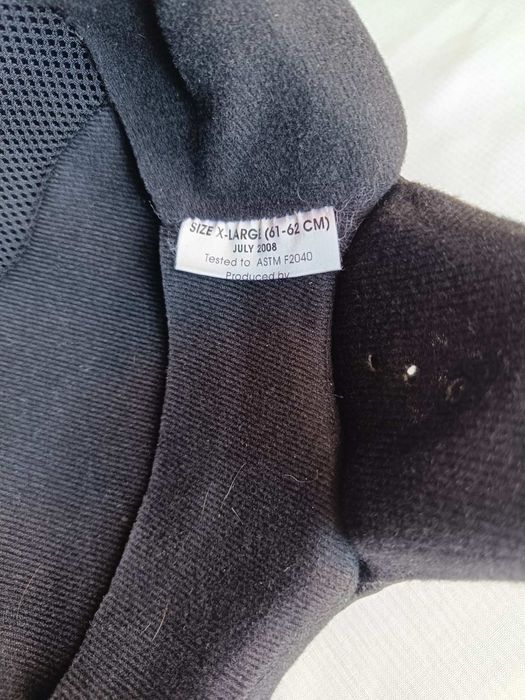 SIZE X-LARGE (61-62 CM)
JULY 2008
Tested to ASTM F2040
Produced by